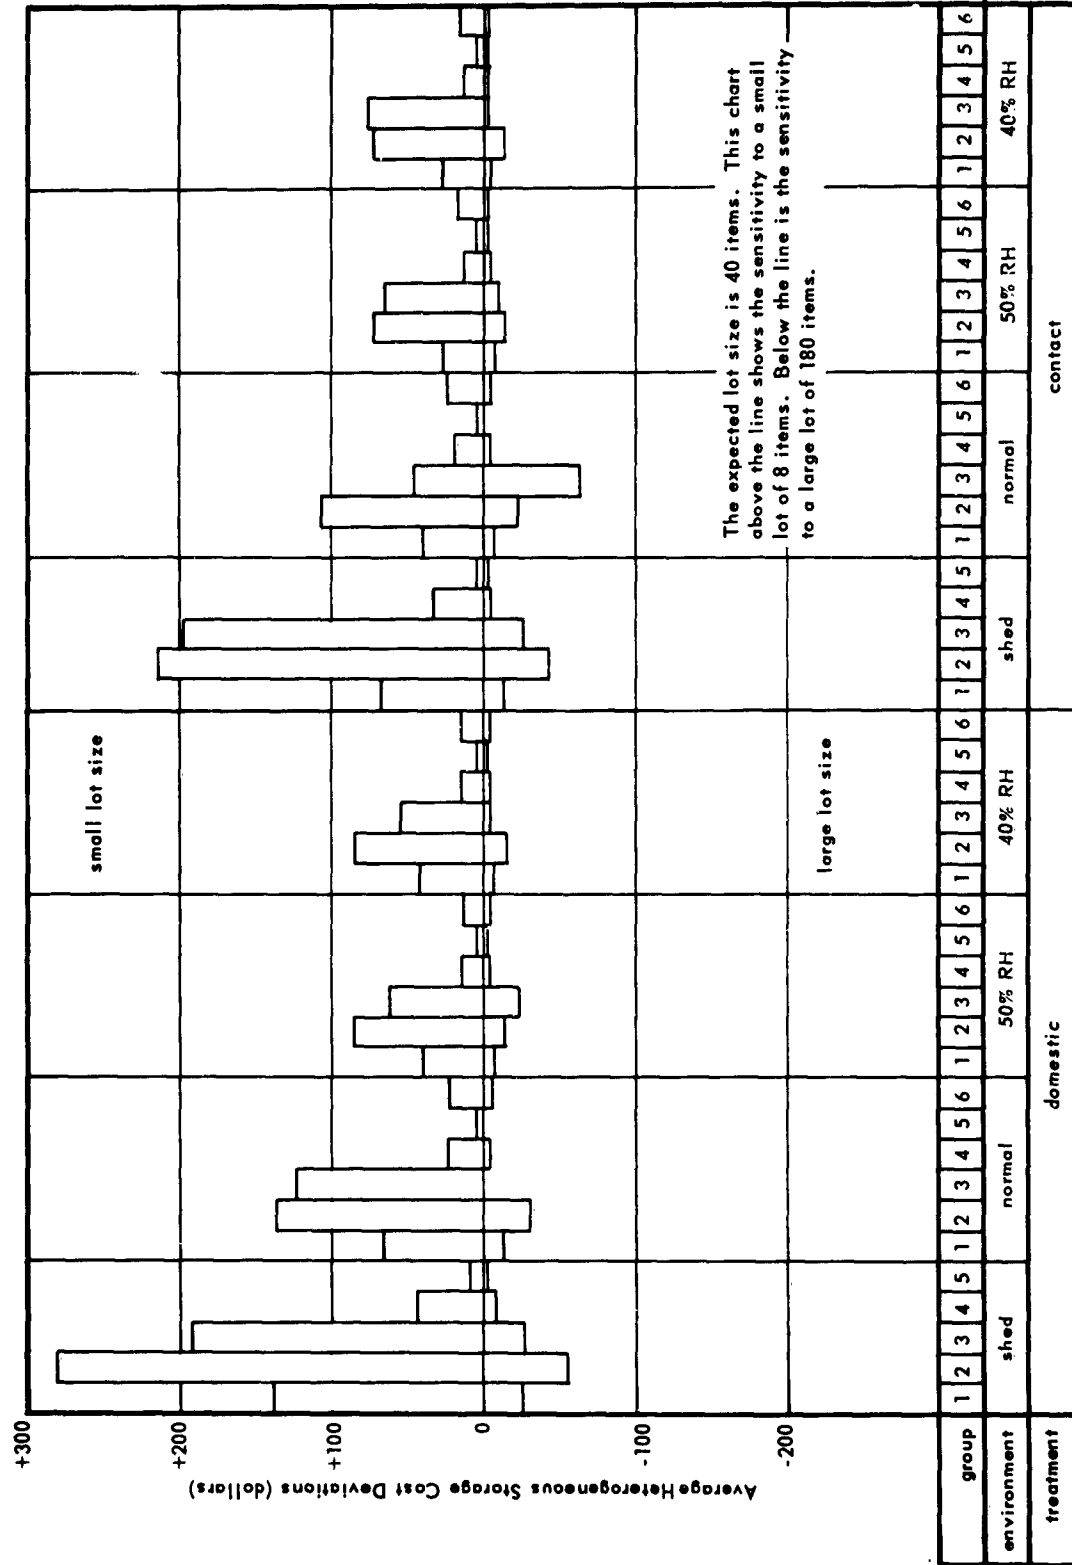 Average Heterogeneous Storage Cost Deviations (dollars)
+300
+200
+100
0
-100
-200
small lot size
The expected lot size is 40 items. This chart
above the line shows the sensitivity to a small
lot of 8 items. Below the line is the sensitivity
to a large lot of 180 items.
large lot size
group 1 2 3 4 5 1 2 3 4 5 6 1 2 3 4 5 6 1 2 3 4 5 6 1 2 3 4 5 1 2 3 4 5 6 1 2 3 4 5 6 1 2 3 4 5 6
environment shed normal 50% RH 40% RH shed normal 50% RH 40% RH
treatment domestic contact